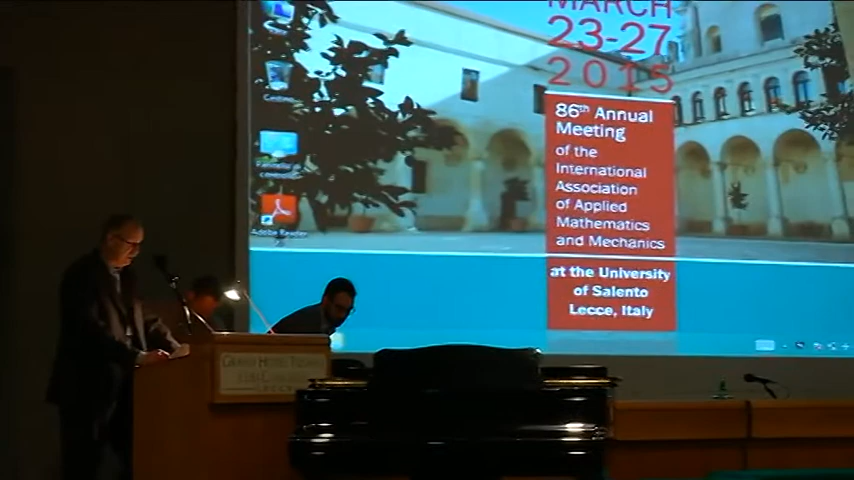 MARCH
23-27
2015
86th Annual
Meeting
of the
International
Association
of Applied
Mathematics
and Mechanics
at the University
of Salento
Lecce, Italy
Adobe Reader
GRAND HOTEL TIZIANO
LECCE